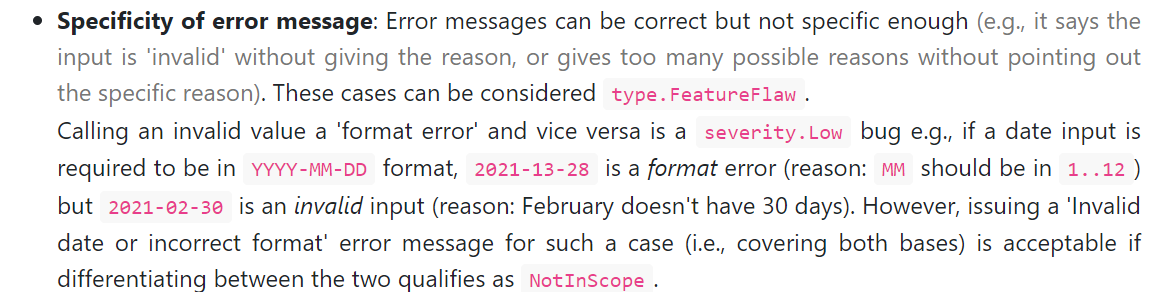 • Specificity of error message: Error messages can be correct but not specific enough (e.g., it says the
input is 'invalid' without giving the reason, or gives too many possible reasons without pointing out
the specific reason). These cases can be considered type.FeatureFlaw .
Calling an invalid value a 'format error' and vice versa is a severity.Low bug e.g., if a date input is
required to be in YYYY-MM-DD format, 2021-13-28 is a format error (reason: MM should be in 1..12 )
but 2021-02-30 is an invalid input (reason: February doesn't have 30 days). However, issuing a 'Invalid
date or incorrect format' error message for such a case (i.e., covering both bases) is acceptable if
differentiating between the two qualifies as NotInScope .